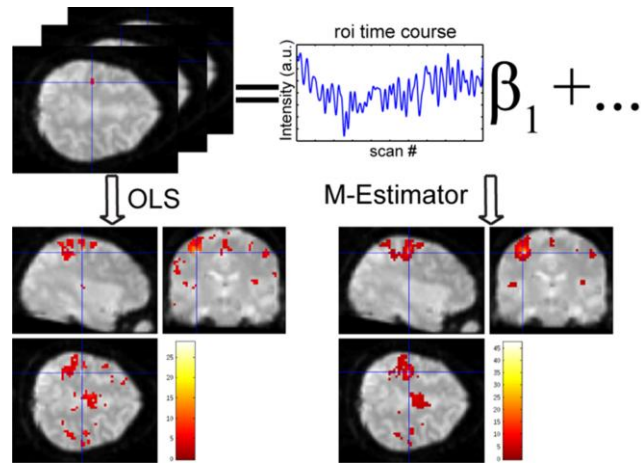 roi time course
Intensity (a.u.)
scan #
= β1 +...
OLS
M-Estimator
25
20
15
10
5
0
45
40
35
30
25
20
15
10
5
0